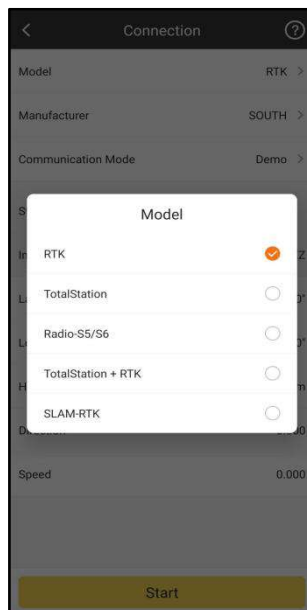 Connection
?
Model RTK >
Manufacturer SOUTH >
Communication Mode Demo >
Model
RTK
TotalStation
Radio-S5/S6
TotalStation + RTK
SLAM-RTK
Speed 0.000
Start